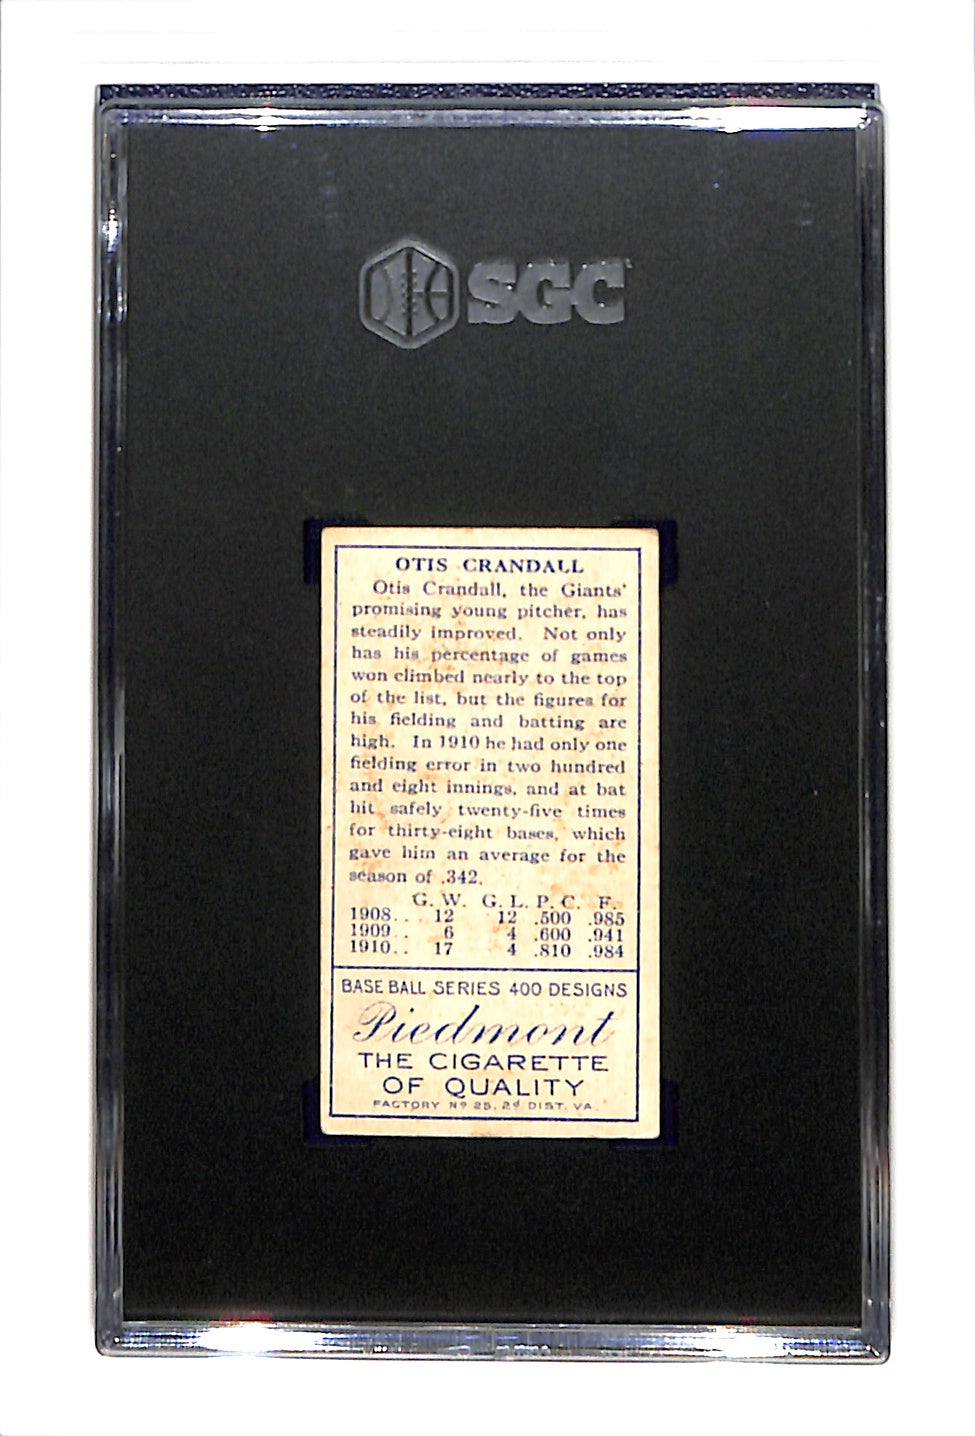 SGC
OTIS CRANDALL
Otis Crandall, the Giants'
promising young pitcher, has
steadily improved. Not only
has his percentage of games
won climbed nearly to the top
of the list, but the figures for
his fielding and batting are
high. In 1910 he had only one
fielding error in two hundred
and eight innings, and at bat
hit safely twenty-five times
for thirty-eight bases, which
gave him an average for the
season of .342.
G. W. G. L. P. C. F.
1908.. 12 12 .500 .985
1909.. 6 4 .600 .941
1910.. 17 4 .810 .984
BASE BALL SERIES 400 DESIGNS
Piedmont
THE CIGARETTE
OF QUALITY
FACTORY Nº 25, 2d DIST. VA.